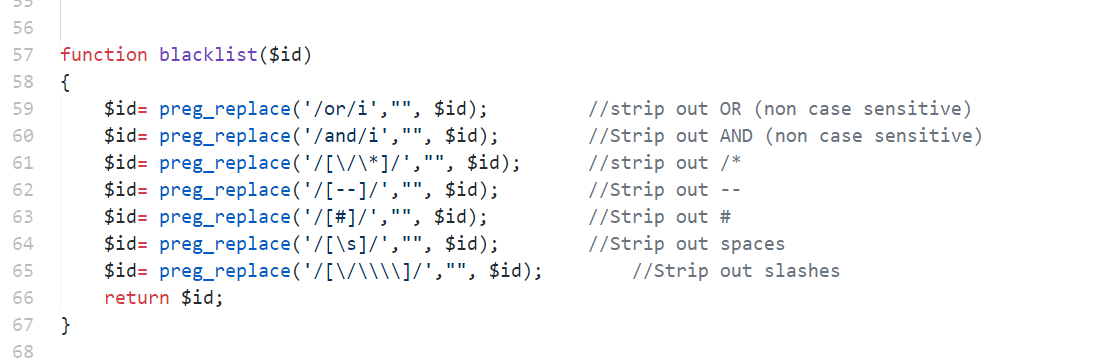 55
56
57 function blacklist($id)
58 {
59 $id= preg_replace('/or/i',"", $id); //strip out OR (non case sensitive)
60 $id= preg_replace('/and/i',"", $id); //Strip out AND (non case sensitive)
61 $id= preg_replace('/[\/\*]/',"", $id); //strip out /*
62 $id= preg_replace('/[--]/',"", $id); //Strip out --
63 $id= preg_replace('/[#]/',"", $id); //Strip out #
64 $id= preg_replace('/[\s]/',"", $id); //Strip out spaces
65 $id= preg_replace('/[\/\\\\]/',"", $id); //Strip out slashes
66 return $id;
67 }
68